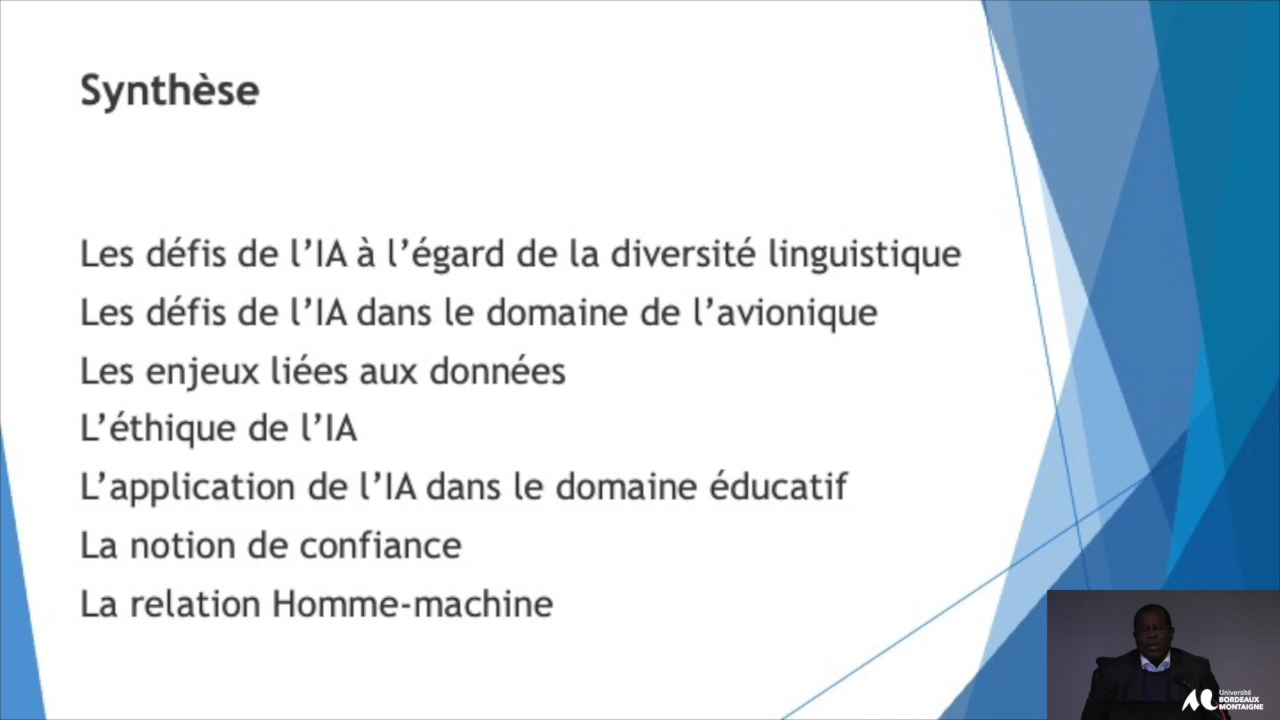 Synthèse
Les défis de l’IA à l’égard de la diversité linguistique
Les défis de l’IA dans le domaine de l’avionique
Les enjeux liées aux données
L’éthique de l’IA
L’application de l’IA dans le domaine éducatif
La notion de confiance
La relation Homme-machine
Université
BORDEAUX
MONTAIGNE